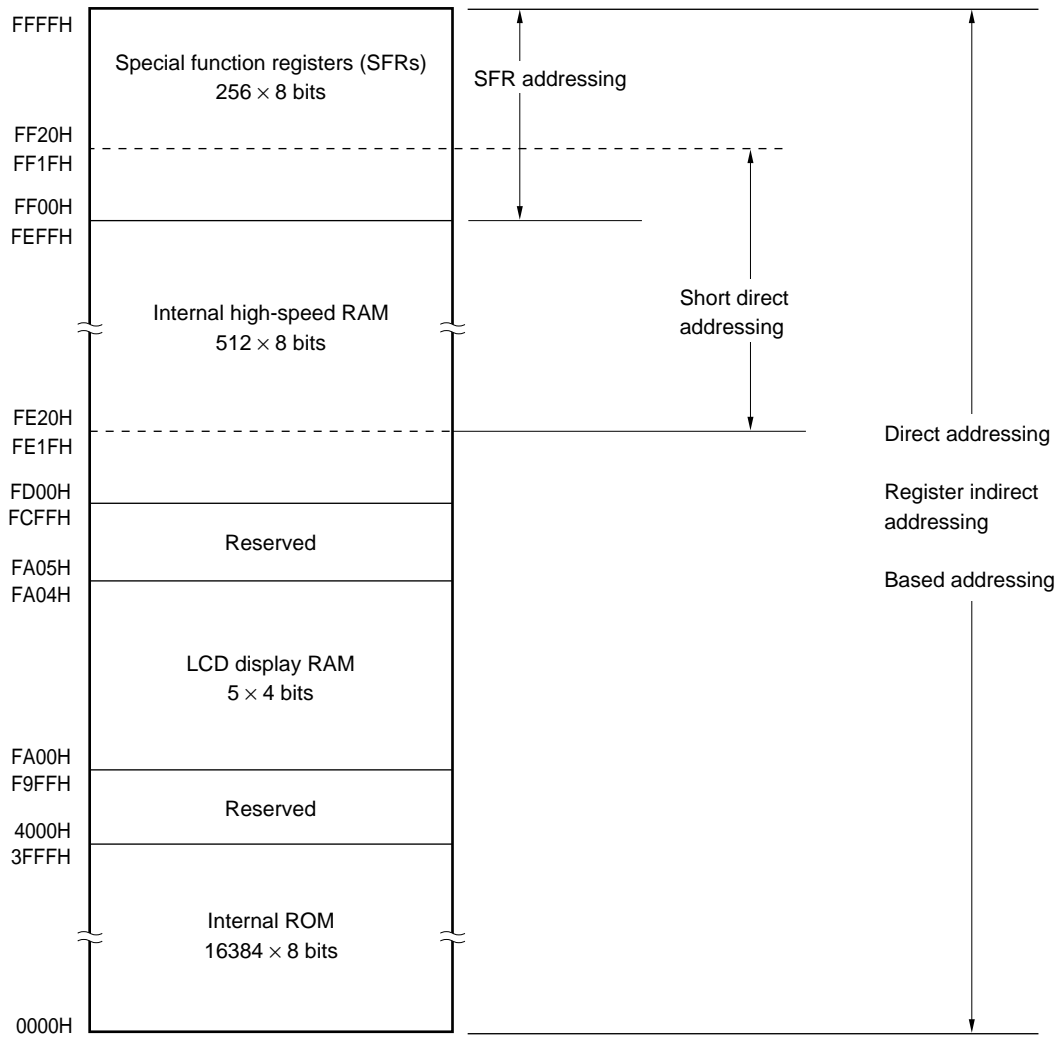 FFFFH
Special function registers (SFRs)
256 × 8 bits
SFR addressing
FF20H
FF1FH
FF00H
FEFFH
Internal high-speed RAM
512 × 8 bits
Short direct
addressing
FE20H
FE1FH
Direct addressing
Register indirect
addressing
Based addressing
FD00H
FCFFH
Reserved
FA05H
FA04H
LCD display RAM
5 × 4 bits
FA00H
F9FFH
Reserved
4000H
3FFFH
Internal ROM
16384 × 8 bits
0000H